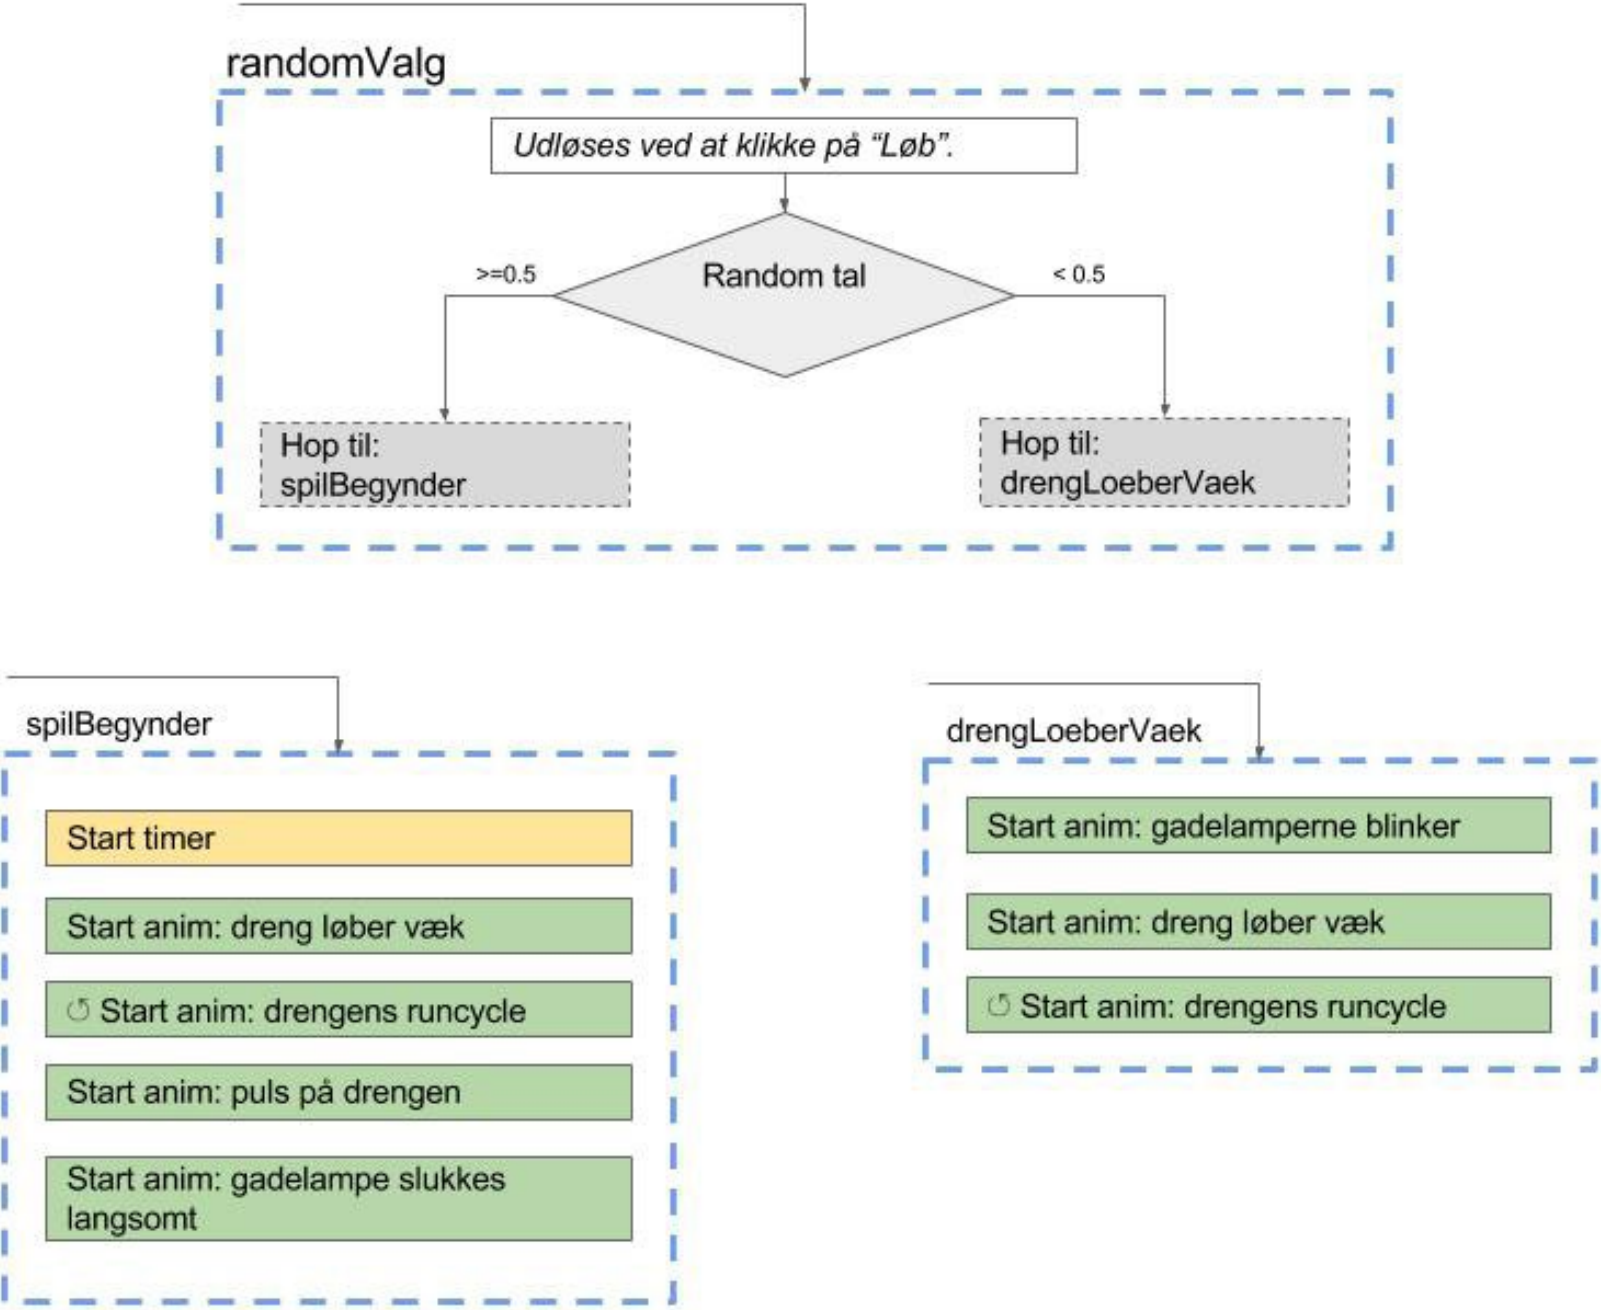 randomValg
Udløses ved at klikke på “Løb”.
Random tal
>=0.5
< 0.5
Hop til:
spilBegynder
Hop til:
drengLoeberVaek
spilBegynder
Start timer
Start anim: dreng løber væk
↺ Start anim: drengens runcycle
Start anim: puls på drengen
Start anim: gadelampe slukkes
langsomt
drengLoeberVaek
Start anim: gadelamperne blinker
Start anim: dreng løber væk
↺ Start anim: drengens runcycle